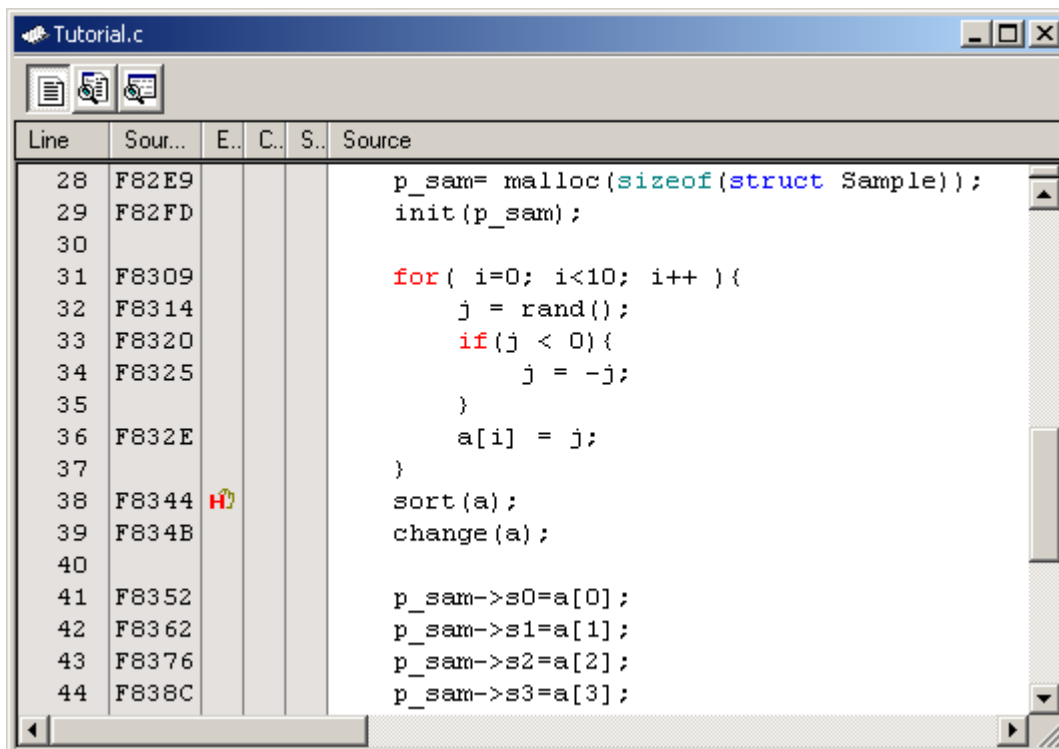 Tutorial.c
Line Sour... E.. C.. S.. Source
28 F82E9 p_sam= malloc(sizeof(struct Sample));
29 F82FD init(p_sam);
30
31 F8309 for( i=0; i<10; i++ ){
32 F8314 j = rand();
33 F8320 if(j < 0){
34 F8325 j = -j;
35 }
36 F832E a[i] = j;
37 }
38 F8344 H sort(a);
39 F834B change(a);
40
41 F8352 p_sam->s0=a[0];
42 F8362 p_sam->s1=a[1];
43 F8376 p_sam->s2=a[2];
44 F838C p_sam->s3=a[3];